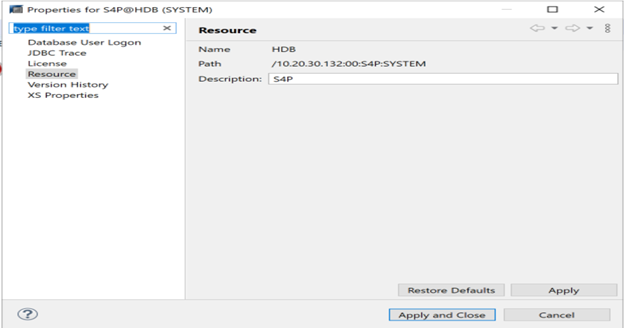 Properties for S4P@HDB (SYSTEM)
type filter text
Database User Logon
JDBC Trace
License
Resource
Version History
XS Properties
Resource
Name HDB
Path /10.20.30.132:00:S4P:SYSTEM
Description: S4P
Restore Defaults Apply
Apply and Close Cancel